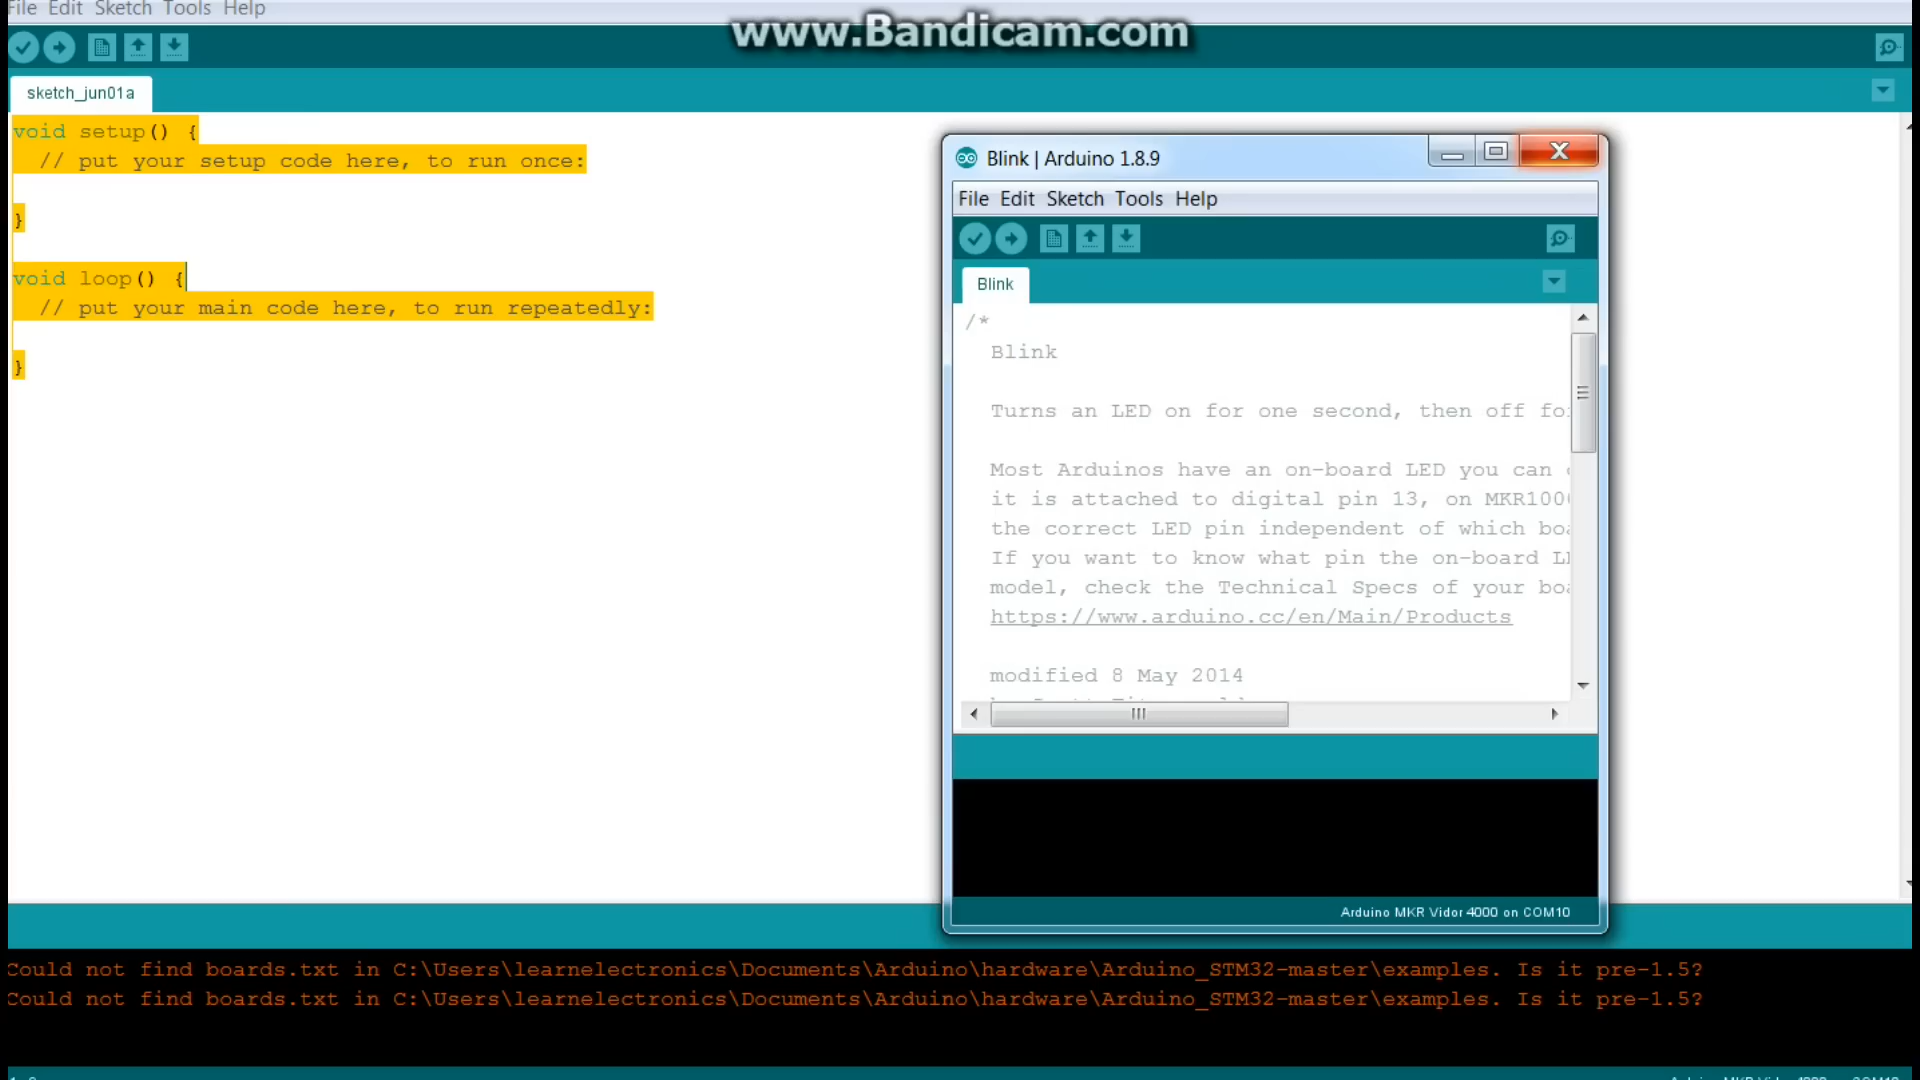 File Edit Sketch Tools Help
www.Bandicam.com
sketch_jun01a
void setup() {
// put your setup code here, to run once:
}
void loop() {
// put your main code here, to run repeatedly:
}
Blink | Arduino 1.8.9
File Edit Sketch Tools Help
Blink
/*
Blink
Turns an LED on for one second, then off
Most Arduinos have an on-board LED you can
it is attached to digital pin 13, on
the correct LED pin independent of which
If you want to know what pin the on-board
model, check the Technical Specs of your
https://www.arduino.cc/en/Main/Products
modified 8 May 2014
Arduino MKR Vidor 4000 on COM10
Could not find boards.txt in C:\Users\learnelectronics\Documents\Arduino\hardware\Arduino_STM32-master\examples. Is it pre-1.5?
Could not find boards.txt in C:\Users\learnelectronics\Documents\Arduino\hardware\Arduino_STM32-master\examples. Is it pre-1.5?